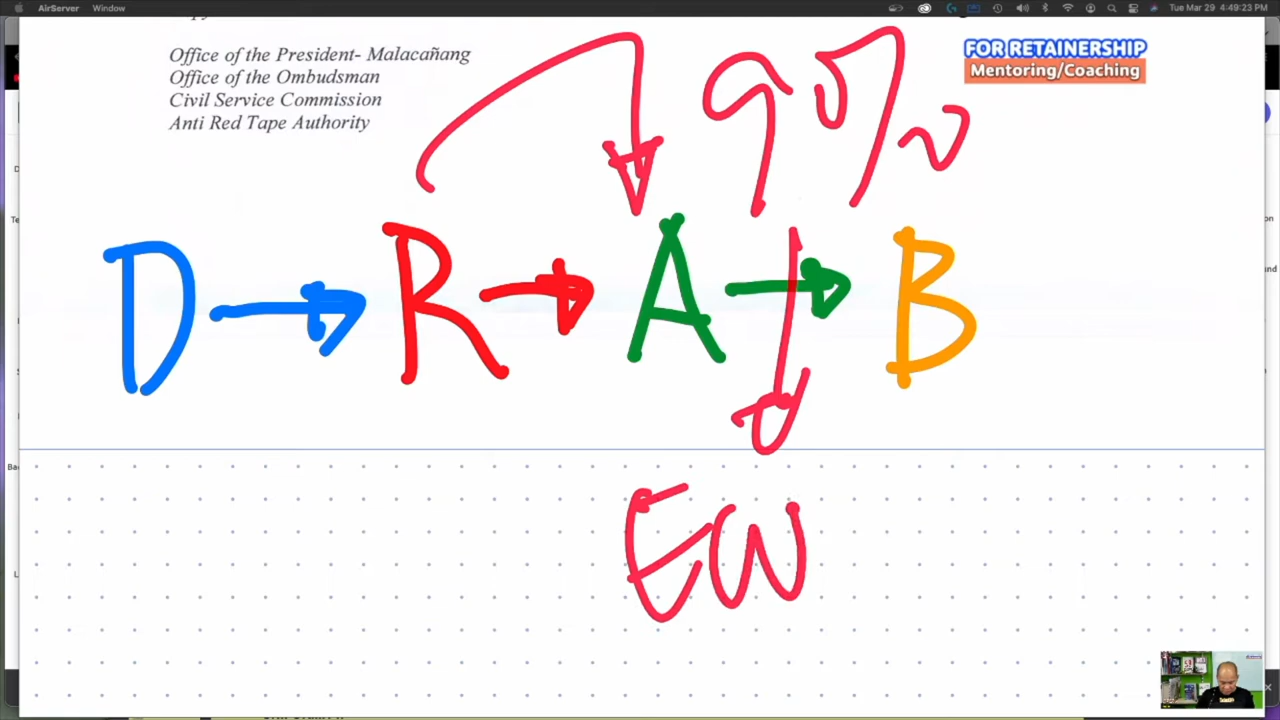 AirServer Window Tue Mar 29 4:49:23 PM
Office of the President- Malacañang
Office of the Ombudsman
Civil Service Commission
Anti Red Tape Authority
FOR RETAINERSHIP
Mentoring/Coaching
90%
D → R → A → B
EW